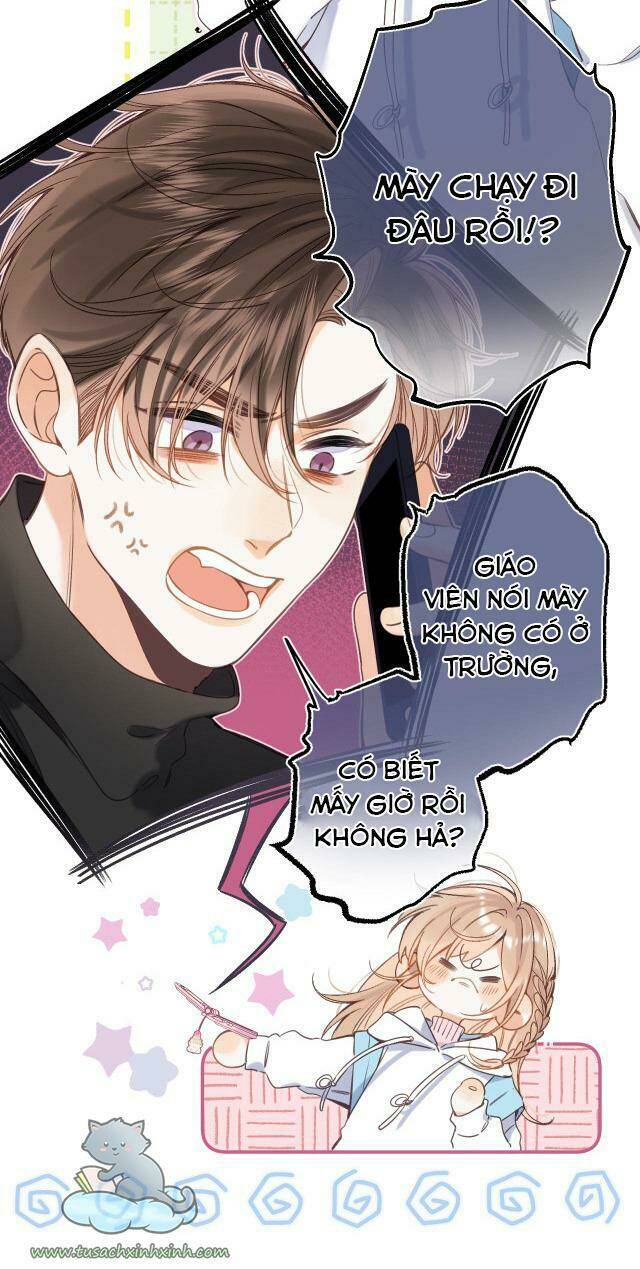 MÀY CHẠY ĐI
ĐÂU RỒI!?
GIÁO
VIÊN NÓI MÀY
KHÔNG CÓ Ở
TRƯỜNG,
CÓ BIẾT
MẤY GIỜ RỒI
KHÔNG HẢ?
www.tusachxinhxinh.com